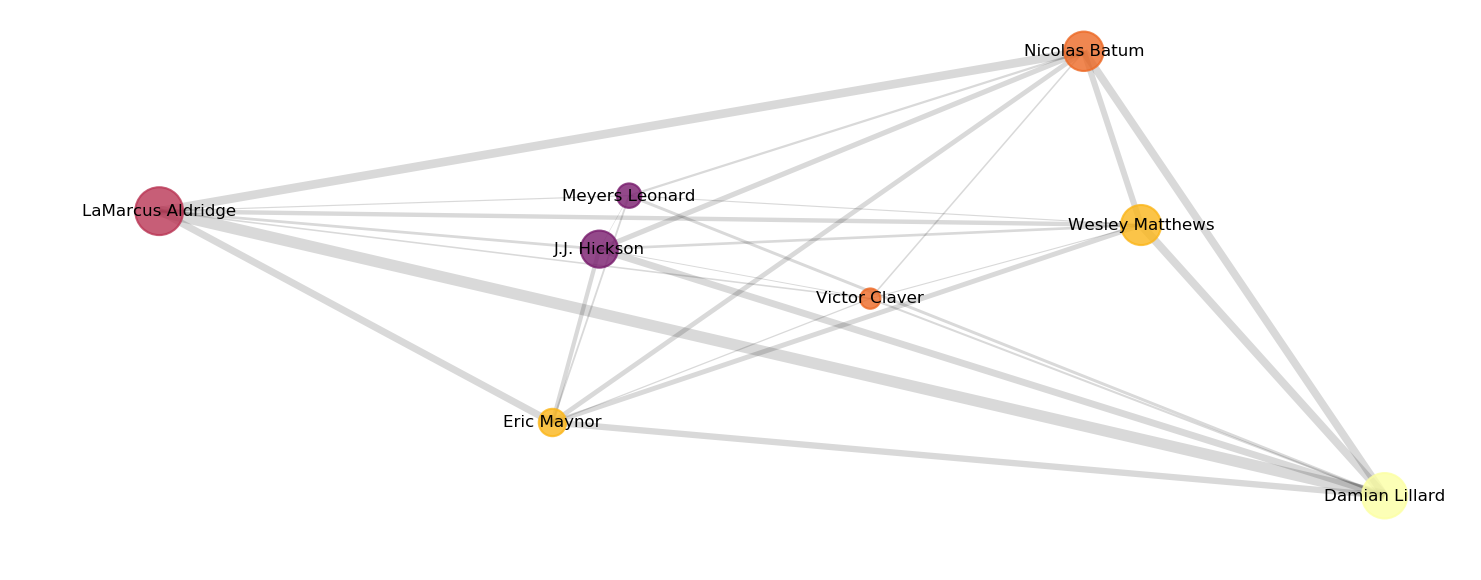 Nicolas Batum
Meyers Leonard
LaMarcus Aldridge
Wesley Matthews
J.J. Hickson
Victor Claver
Eric Maynor
Damian Lillard